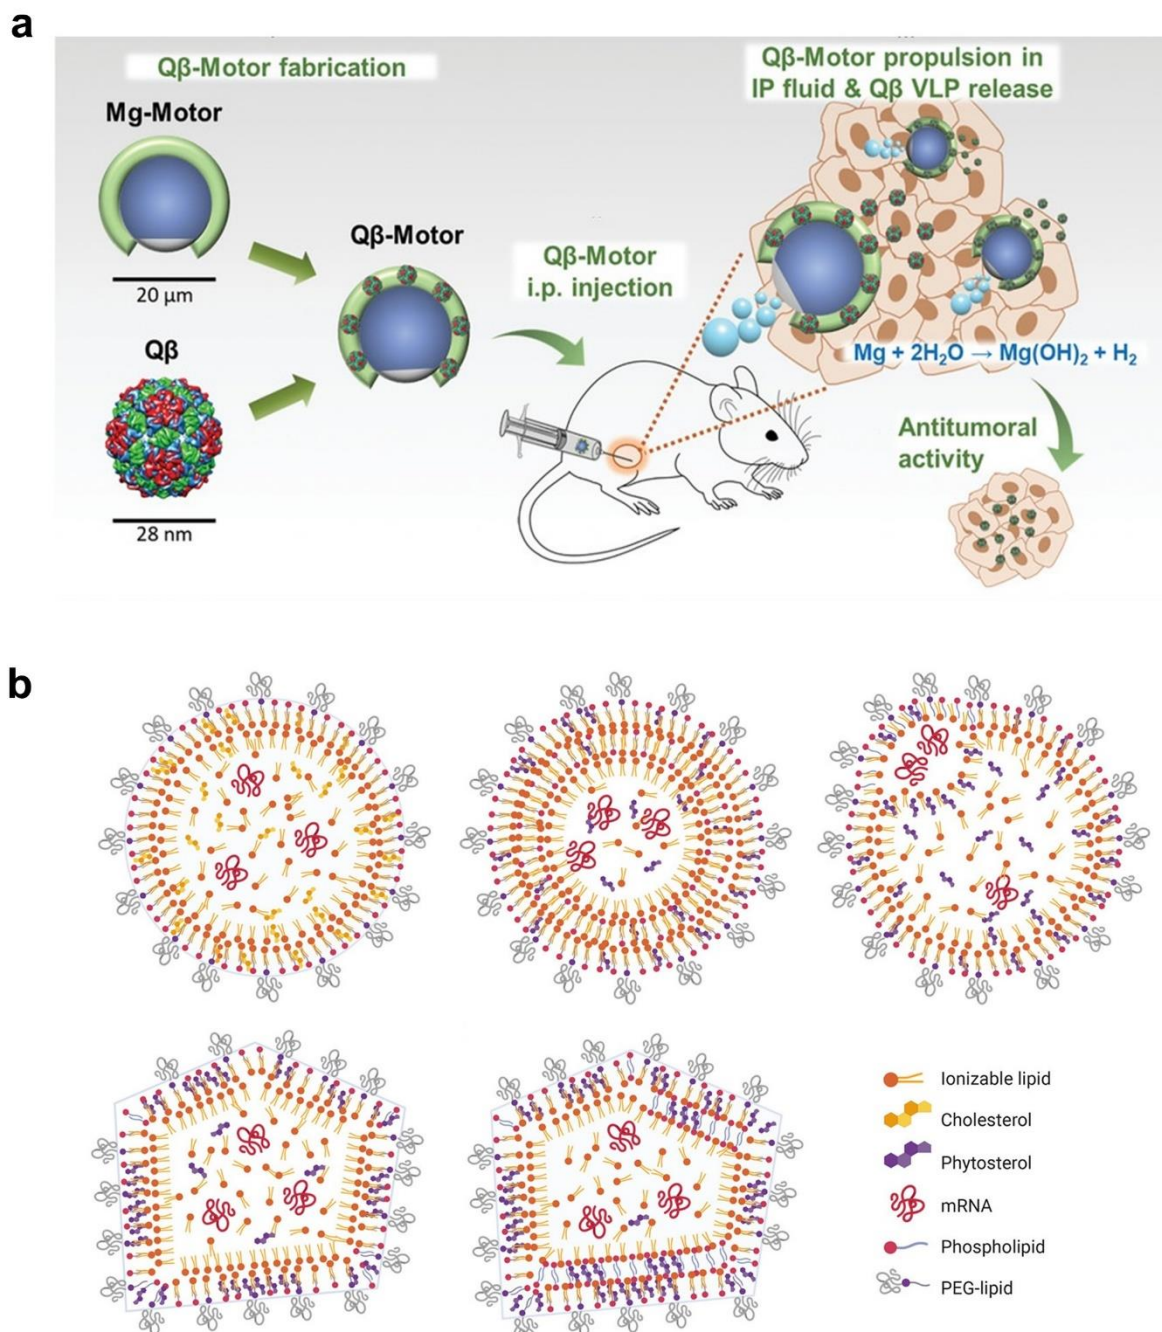 a
Qβ-Motor fabrication
Mg-Motor
20 µm
Qβ
28 nm
Qβ-Motor
Qβ-Motor
i.p. injection
Qβ-Motor propulsion in
IP fluid & Qβ VLP release
Mg + 2H₂O → Mg(OH)₂ + H₂
Antitumoral
activity
b
Ionizable lipid
Cholesterol
Phytosterol
mRNA
Phospholipid
PEG-lipid